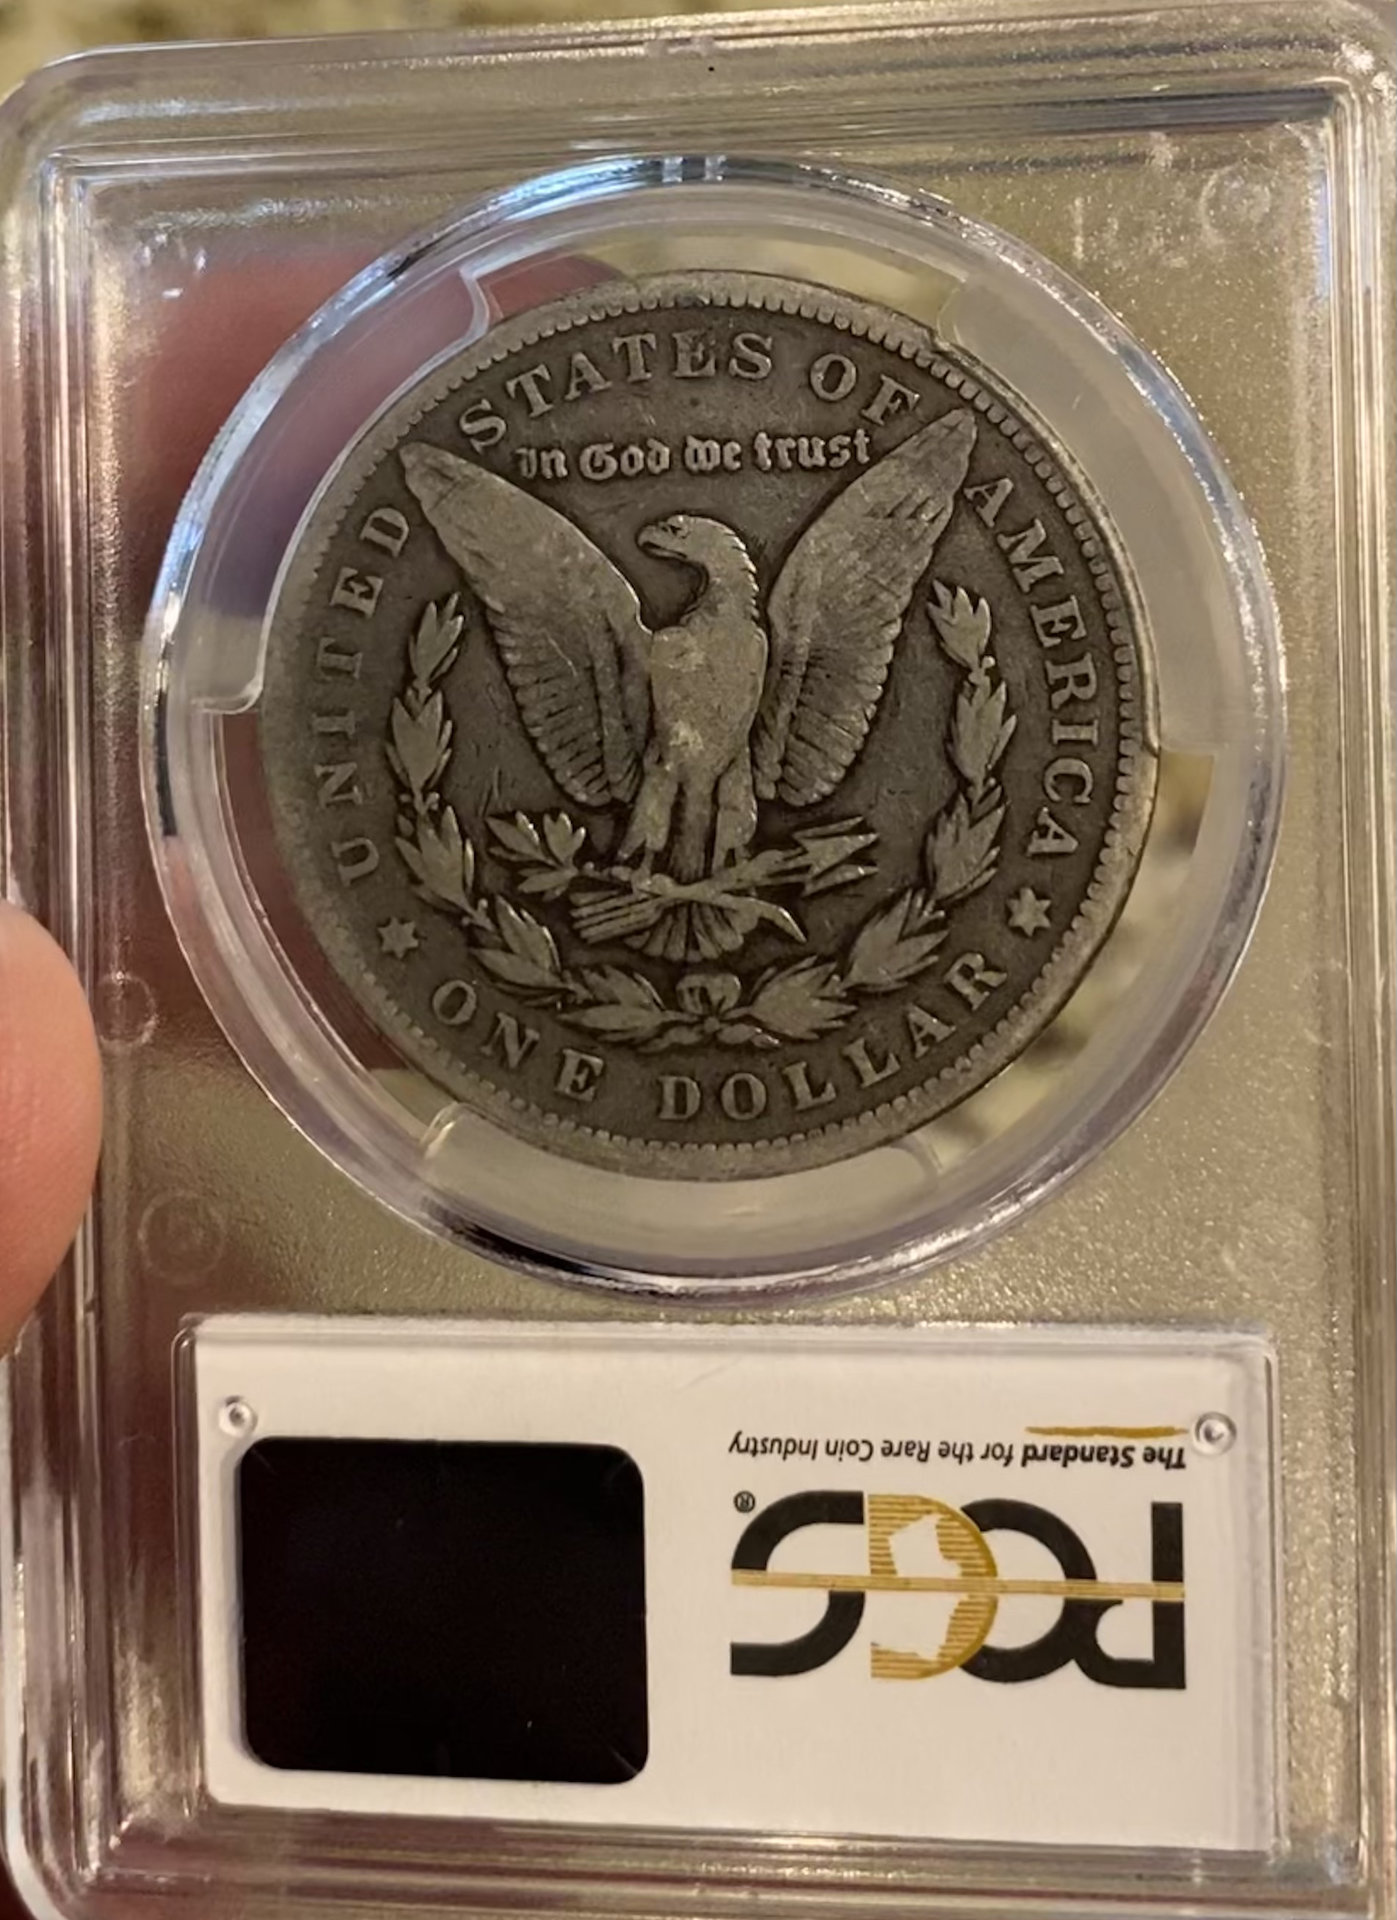 UNITED STATES OF AMERICA
In God we trust
ONE DOLLAR
The Standard for the Rare Coin Industry
PCGS®